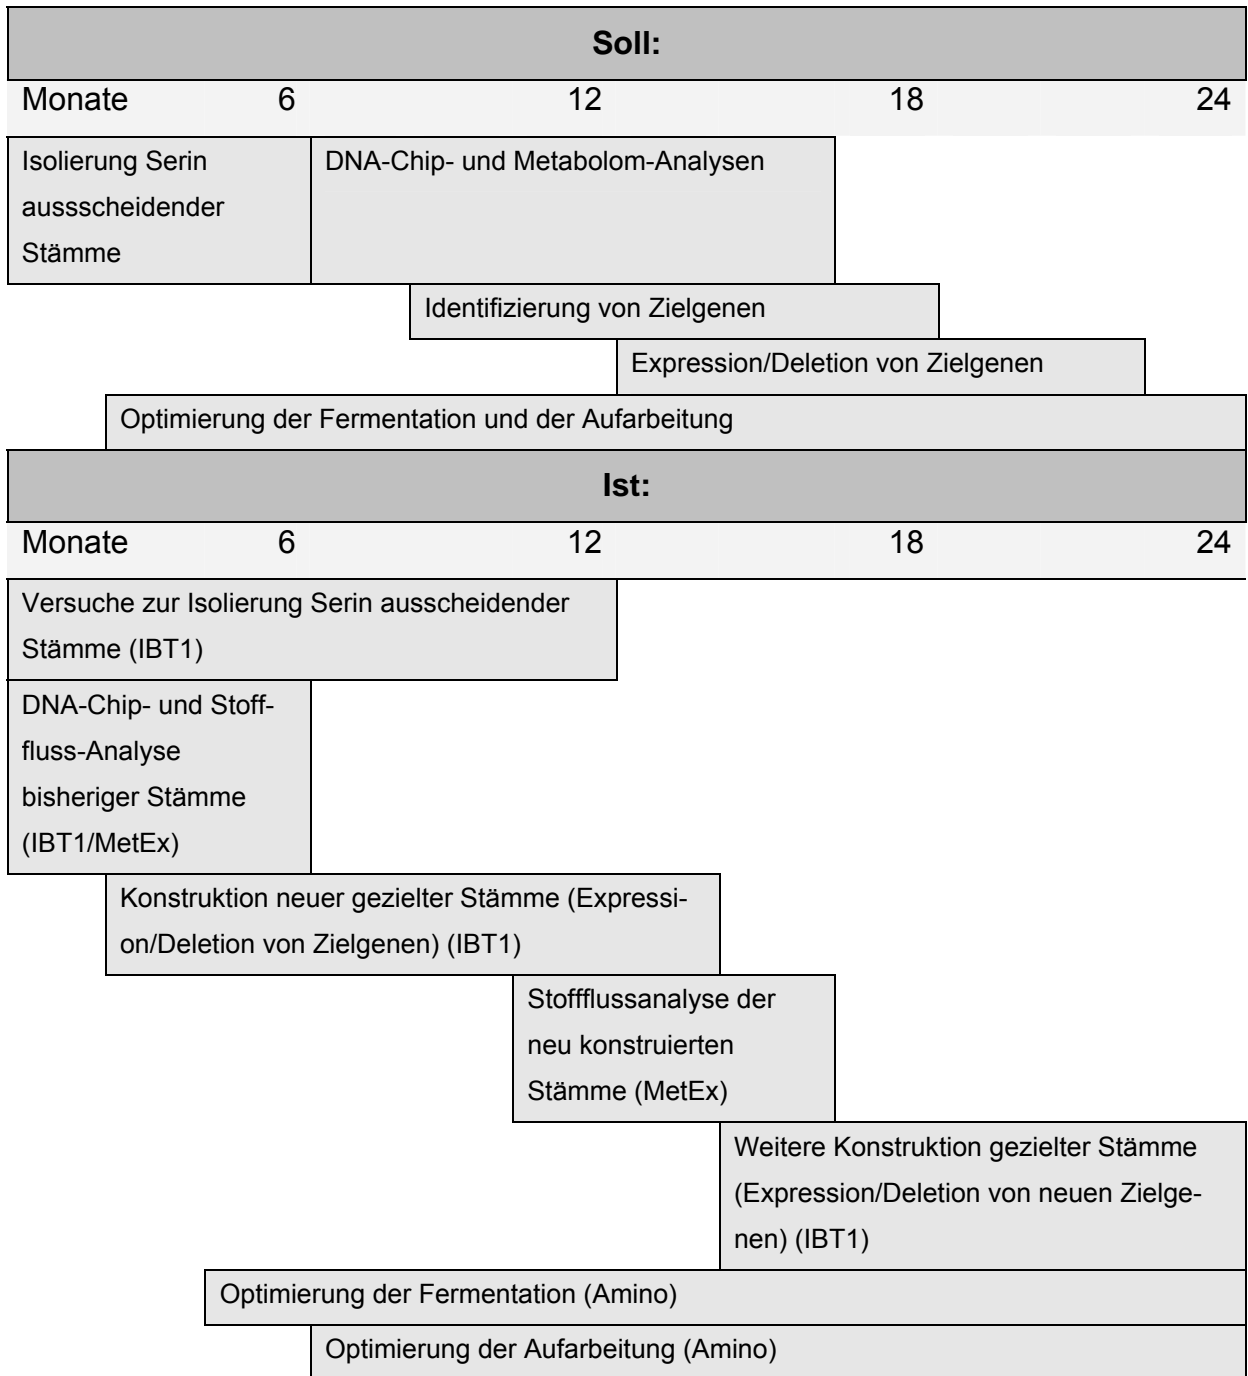 Soll:
Monate 6 12 18 24
Isolierung Serin
aussscheidender
Stämme
DNA-Chip- und Metabolom-Analysen
Identifizierung von Zielgenen
Expression/Deletion von Zielgenen
Optimierung der Fermentation und der Aufarbeitung
Ist:
Monate 6 12 18 24
Versuche zur Isolierung Serin ausscheidender
Stämme (IBT1)
DNA-Chip- und Stoff-
fluss-Analyse
bisheriger Stämme
(IBT1/MetEx)
Konstruktion neuer gezielter Stämme (Expressi-
on/Deletion von Zielgenen) (IBT1)
Stoffflussanalyse der
neu konstruierten
Stämme (MetEx)
Weitere Konstruktion gezielter Stämme
(Expression/Deletion von neuen Zielge-
nen) (IBT1)
Optimierung der Fermentation (Amino)
Optimierung der Aufarbeitung (Amino)